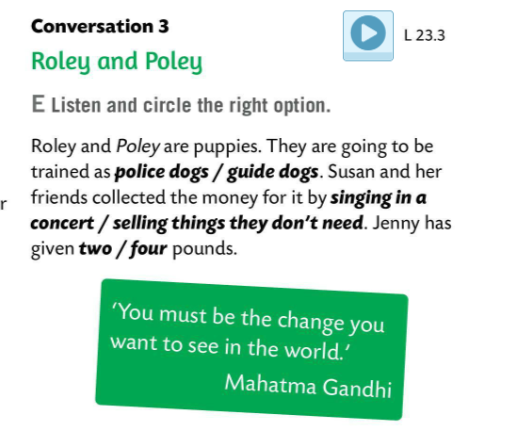 Conversation 3
L 23.3
Roley and Poley
E Listen and circle the right option.
Roley and Poley are puppies. They are going to be
trained as police dogs / guide dogs. Susan and her
r
friends collected the money for it by singing in a
concert / selling things they don't need. Jenny has
given two / four pounds.
'You must be the change you
want to see in the world.'
Mahatma Gandhi